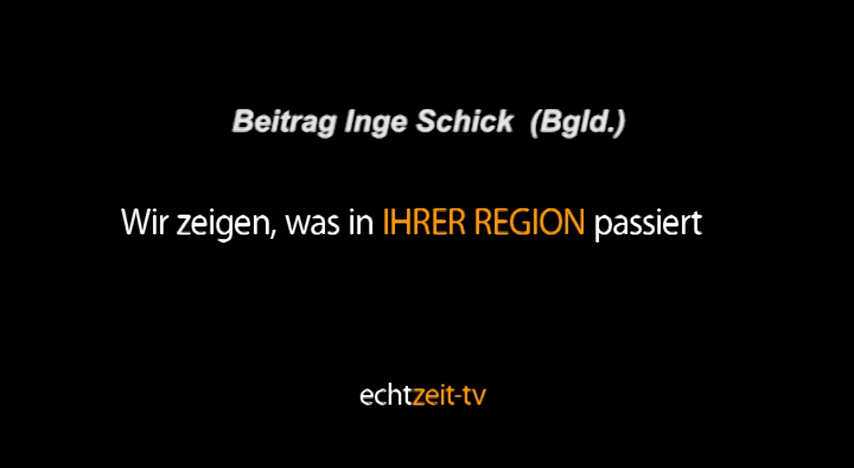 Beitrag Inge Schick (Bgld.)
Wir zeigen, was in IHRER REGION passiert
echtzeit-tv